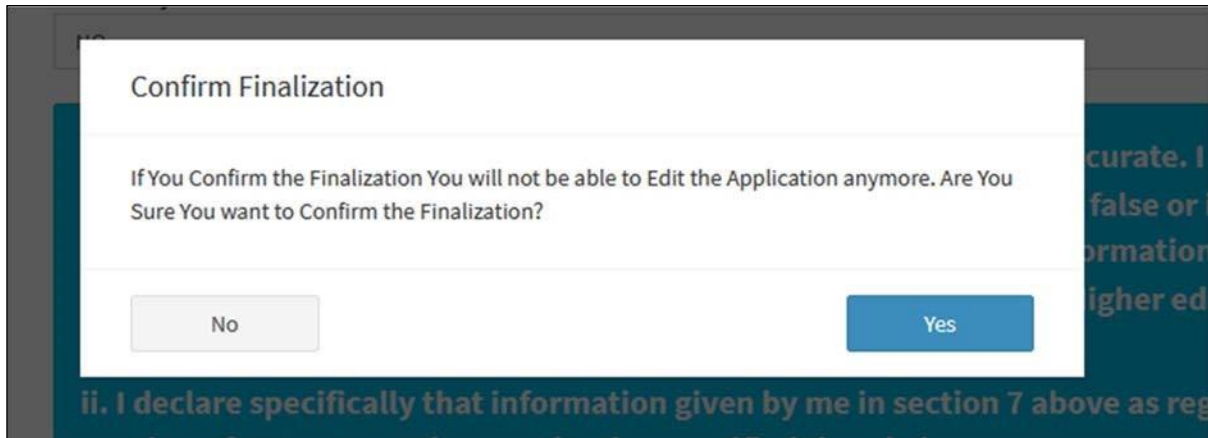 NO
Confirm Finalization
If You Confirm the Finalization You will not be able to Edit the Application anymore. Are You
Sure You want to Confirm the Finalization?
No
Yes
curate. I
false or
ormation
igher ed
ii. I declare specifically that information given by me in section 7 above as reg